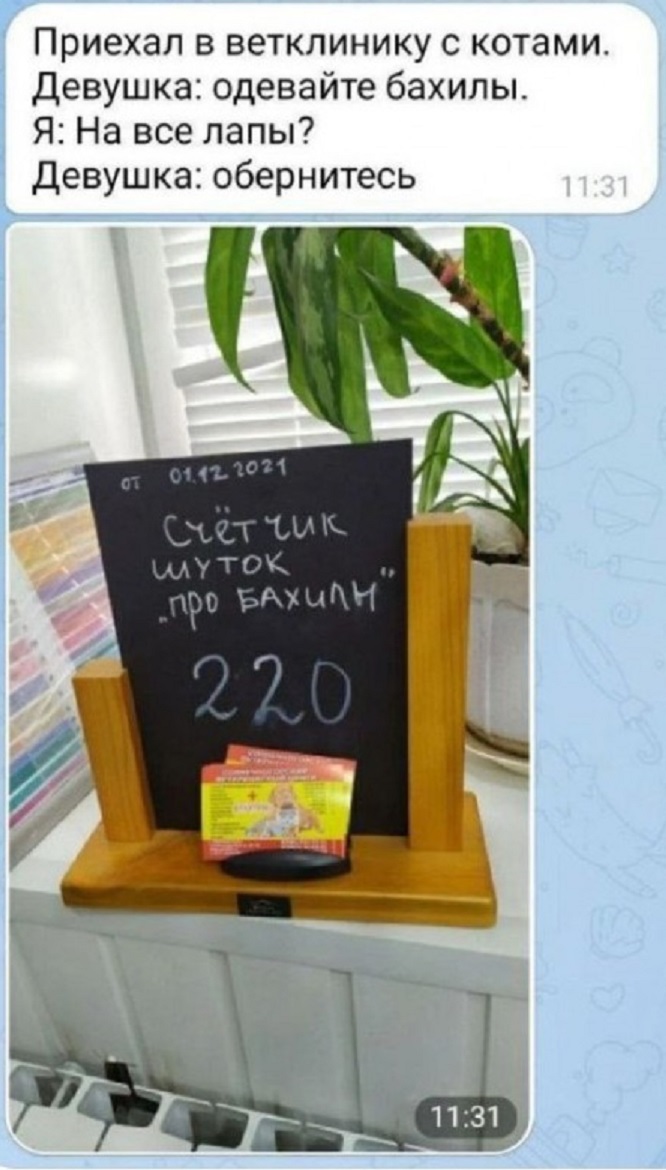 Приехал в ветклинику с котами.
Девушка: одевайте бахилы.
Я: На все лапы?
Девушка: обернитесь
11:31
от 01.12.2021
Счётчик
шуток
„про БАХИЛЫ"
220
11:31